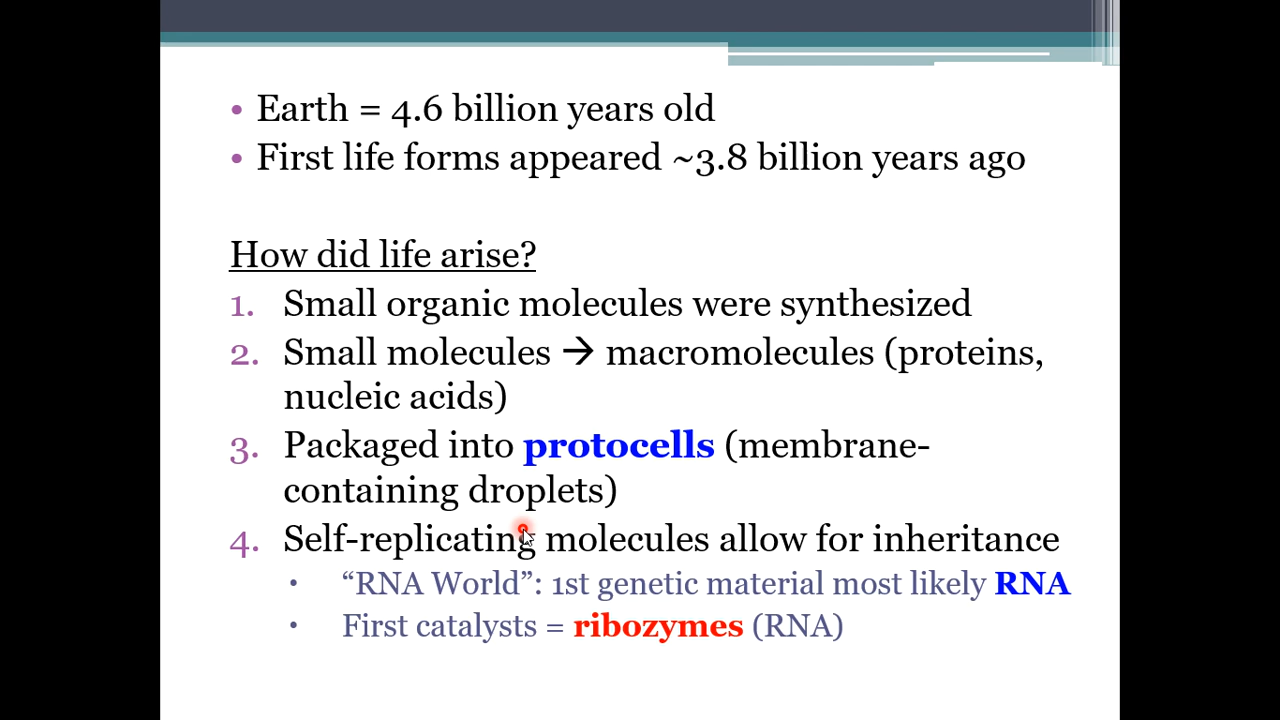 • Earth = 4.6 billion years old
• First life forms appeared ~3.8 billion years ago
How did life arise?
1. Small organic molecules were synthesized
2. Small molecules → macromolecules (proteins,
nucleic acids)
3. Packaged into protocells (membrane-
containing droplets)
4. Self-replicating molecules allow for inheritance
• “RNA World”: 1st genetic material most likely RNA
• First catalysts = ribozymes (RNA)